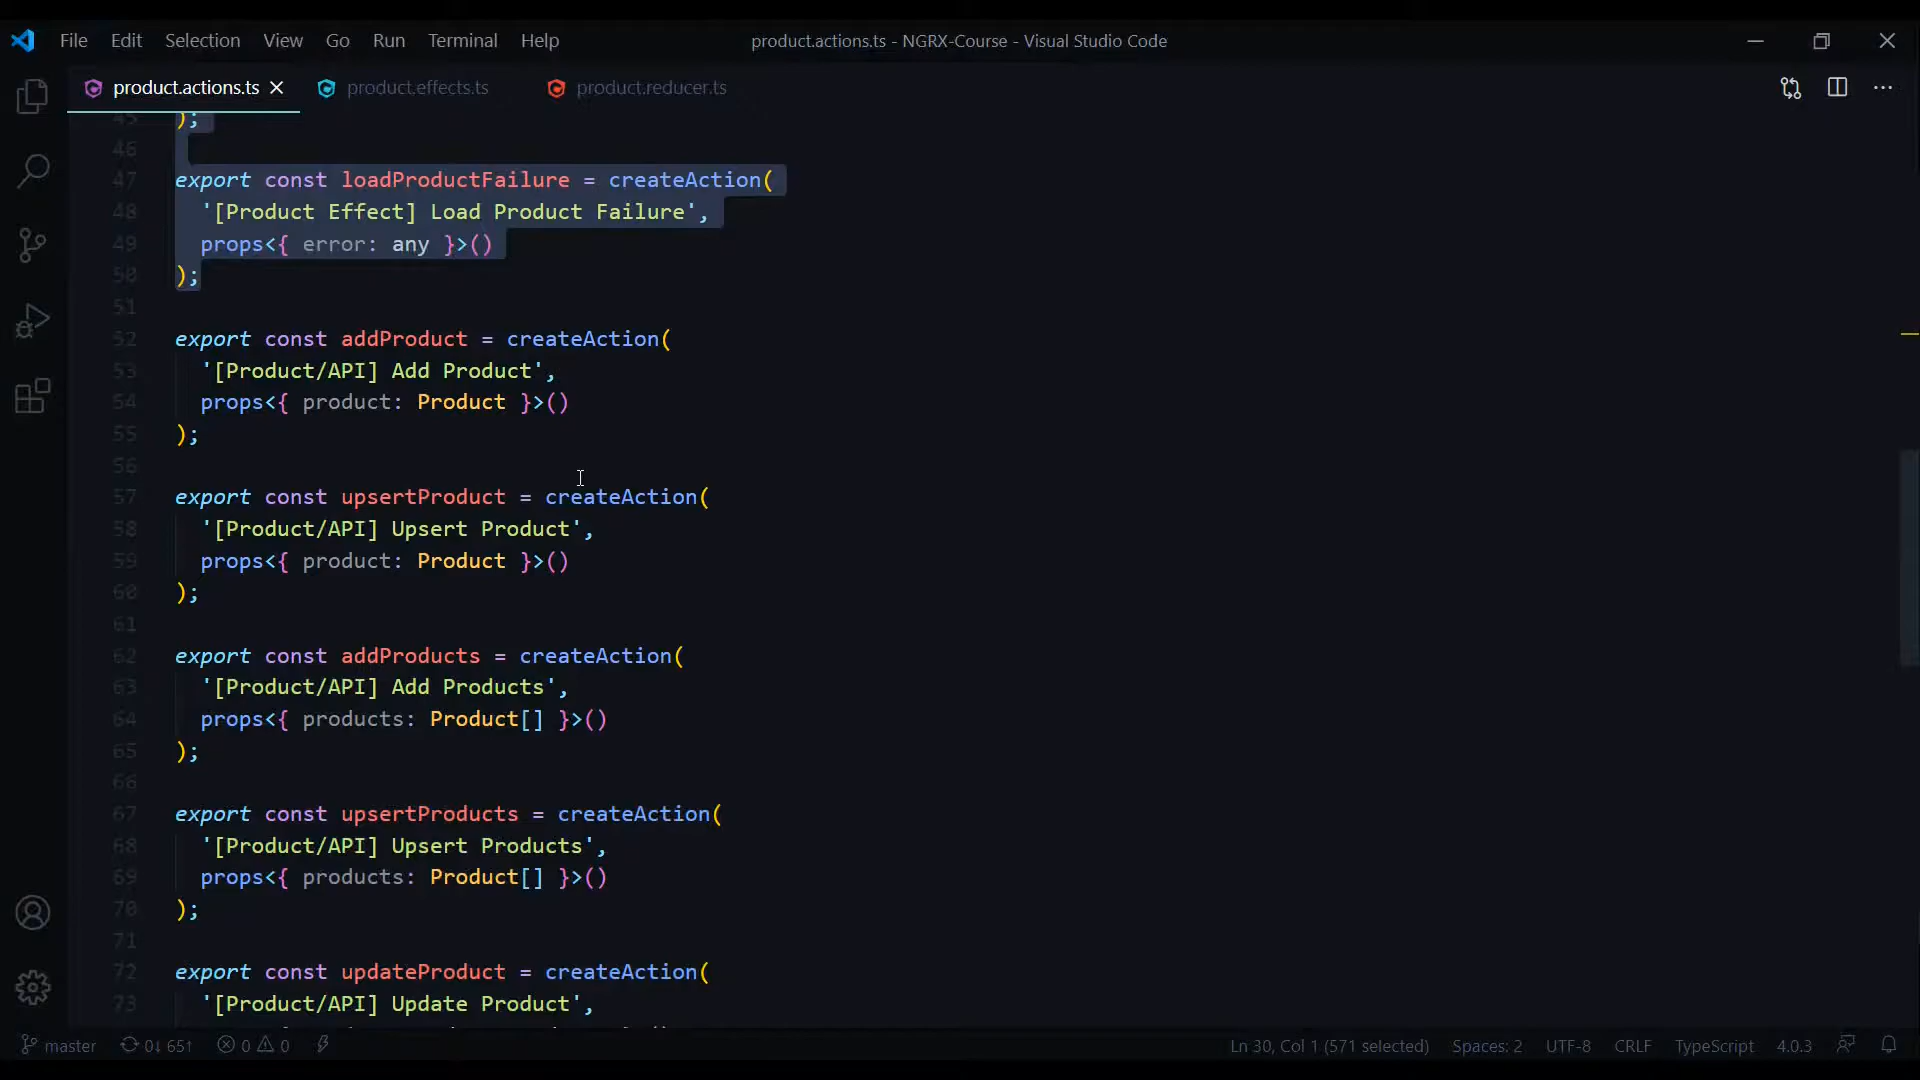 File Edit Selection View Go Run Terminal Help product.actions.ts - NGRX-Course - Visual Studio Code
product.actions.ts product.effects.ts product.reducer.ts
45 );
46
47 export const loadProductFailure = createAction(
48 '[Product Effect] Load Product Failure',
49 props<{ error: any }>()
50 );
51
52 export const addProduct = createAction(
53 '[Product/API] Add Product',
54 props<{ product: Product }>()
55 );
56
57 export const upsertProduct = createAction(
58 '[Product/API] Upsert Product',
59 props<{ product: Product }>()
60 );
61
62 export const addProducts = createAction(
63 '[Product/API] Add Products',
64 props<{ products: Product[] }>()
65 );
66
67 export const upsertProducts = createAction(
68 '[Product/API] Upsert Products',
69 props<{ products: Product[] }>()
70 );
71
72 export const updateProduct = createAction(
73 '[Product/API] Update Product',
master 0↓ 65↑ 0 0 Ln 30, Col 1 (571 selected) Spaces: 2 UTF-8 CRLF TypeScript 4.0.3